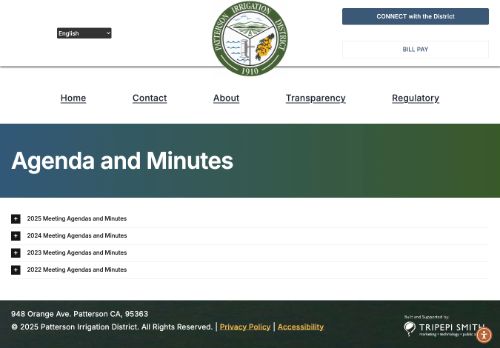 English
PATTERSON IRRIGATION DISTRICT
1910
CONNECT with the District
BILL PAY
Home
Contact
About
Transparency
Regulatory
Agenda and Minutes
2025 Meeting Agendas and Minutes
2024 Meeting Agendas and Minutes
2023 Meeting Agendas and Minutes
2022 Meeting Agendas and Minutes
948 Orange Ave. Patterson CA, 95363
© 2025 Patterson Irrigation District. All Rights Reserved. | Privacy Policy | Accessibility
Built and Supported by:
TRIPEPI SMITH
marketing • technology • public